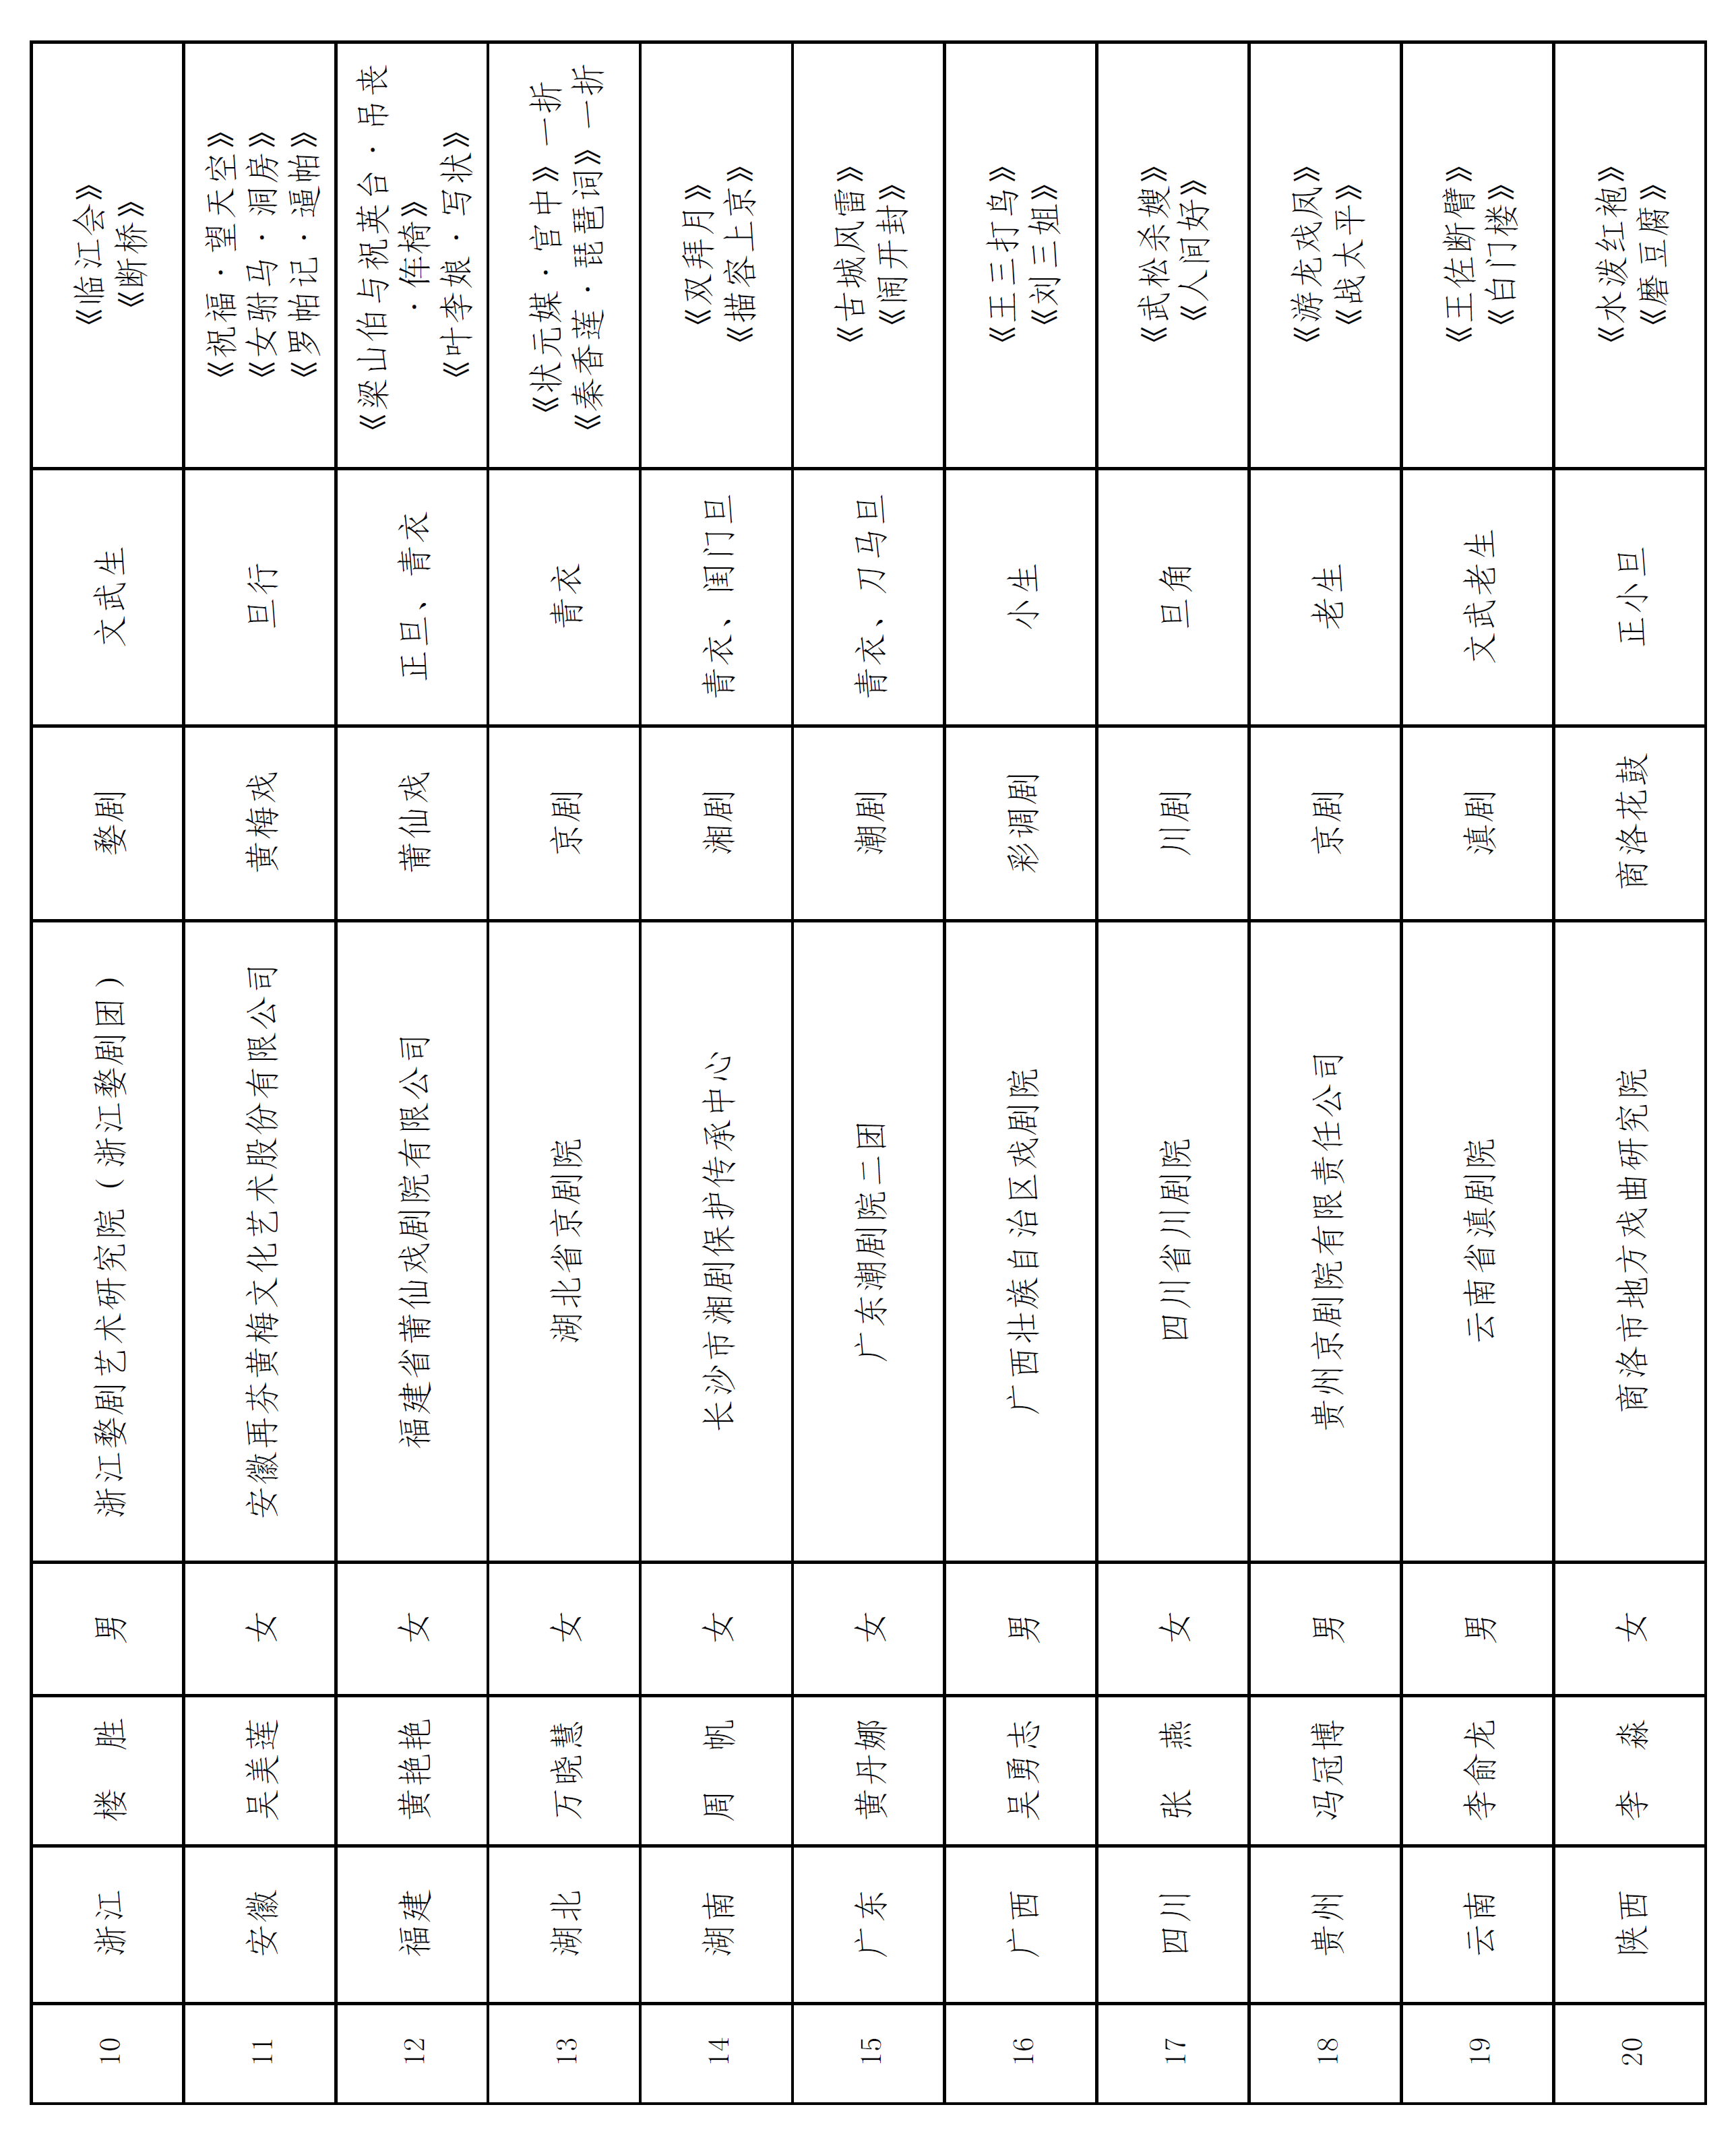 10 浙江 楼 胜 男 浙江婺剧艺术研究院（浙江婺剧团） 婺剧 文武生 《临江会》
《断桥》
11 安徽 吴美莲 女 安徽再芬黄梅文化艺术股份有限公司 黄梅戏 旦行 《祝福·望天空》
《女驸马·洞房》
《罗帕记·逼帕》
12 福建 黄艳艳 女 福建省莆仙戏剧院有限公司 莆仙戏 正旦、青衣 《梁山伯与祝英台·吊丧
·㑄椅》
《叶李娘·写状》
13 湖北 万晓慧 女 湖北省京剧院 京剧 青衣 《状元媒·宫中》一折
《秦香莲·琵琶词》一折
14 湖南 周 帆 女 长沙市湘剧保护传承中心 湘剧 青衣、闺门旦 《双拜月》
《描容上京》
15 广东 黄丹娜 女 广东潮剧院二团 潮剧 青衣、刀马旦 《古城风雷》
《闹开封》
16 广西 吴勇志 男 广西壮族自治区戏剧院 彩调剧 小生 《王三打鸟》
《刘三姐》
17 四川 张 燕 女 四川省川剧院 川剧 旦角 《武松杀嫂》
《人间好》
18 贵州 冯冠博 男 贵州京剧院有限责任公司 京剧 老生 《游龙戏凤》
《战太平》
19 云南 李俞龙 男 云南省滇剧院 滇剧 文武老生 《王佐断臂》
《白门楼》
20 陕西 李 淼 女 商洛市地方戏曲研究院 商洛花鼓 正小旦 《水泼红袍》
《磨豆腐》